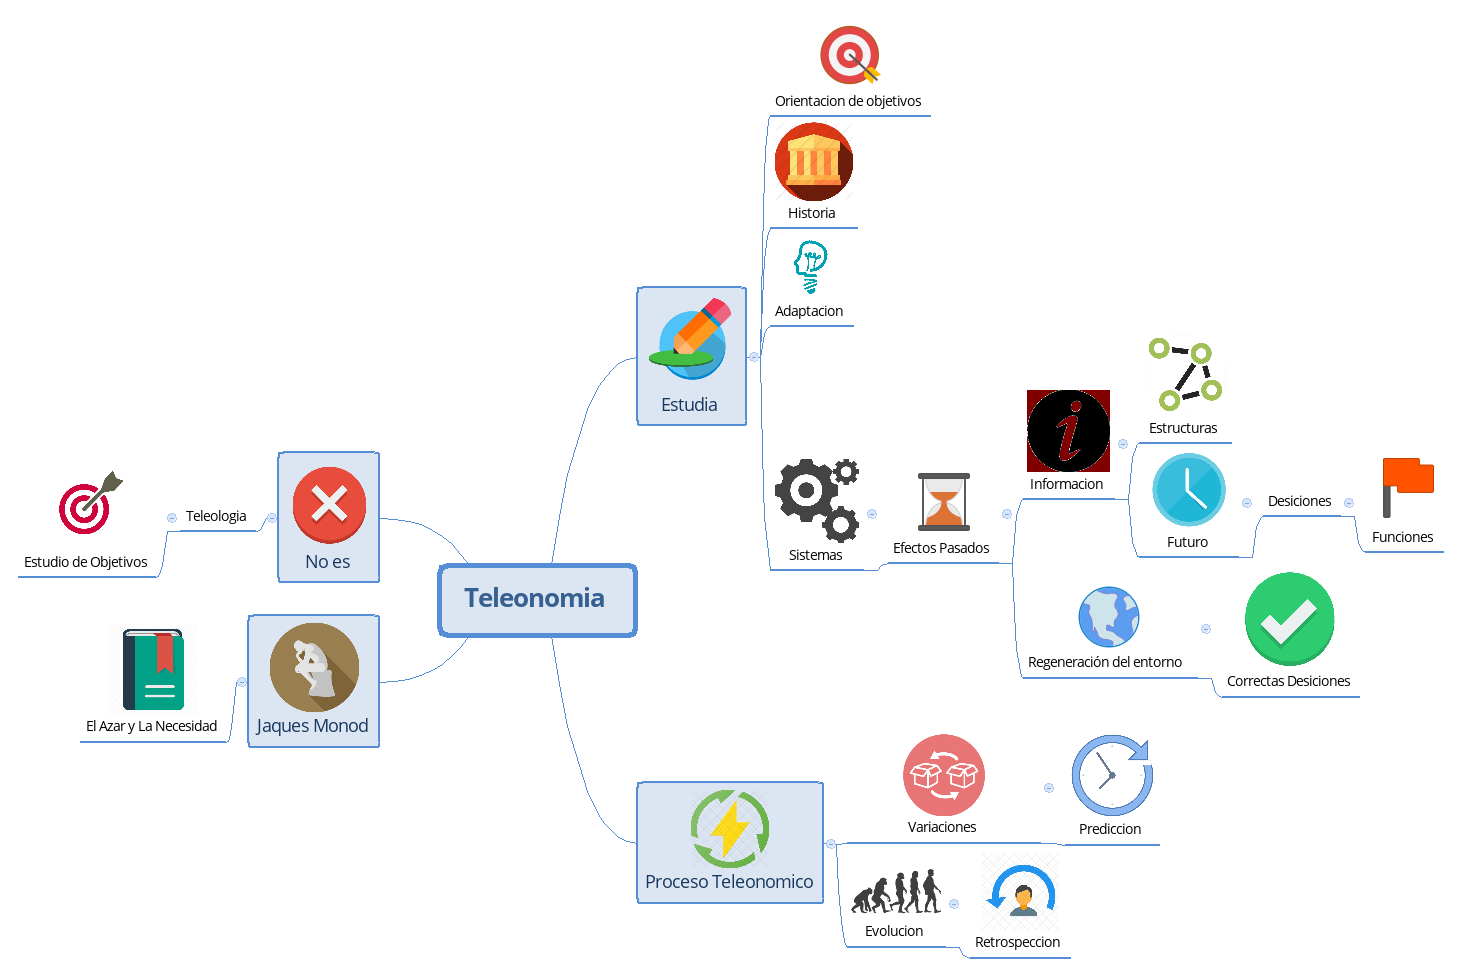 Orientacion de objetivos
Historia
Adaptacion
Estudia
Estructuras
Informacion
Sistemas
Efectos Pasados
Futuro
Desiciones
Funciones
Teleologia
Estudio de Objetivos
No es
Teleonomia
Regeneración del entorno
Correctas Desiciones
El Azar y La Necesidad
Jaques Monod
Variaciones
Prediccion
Proceso Teleonomico
Evolucion
Retrospeccion